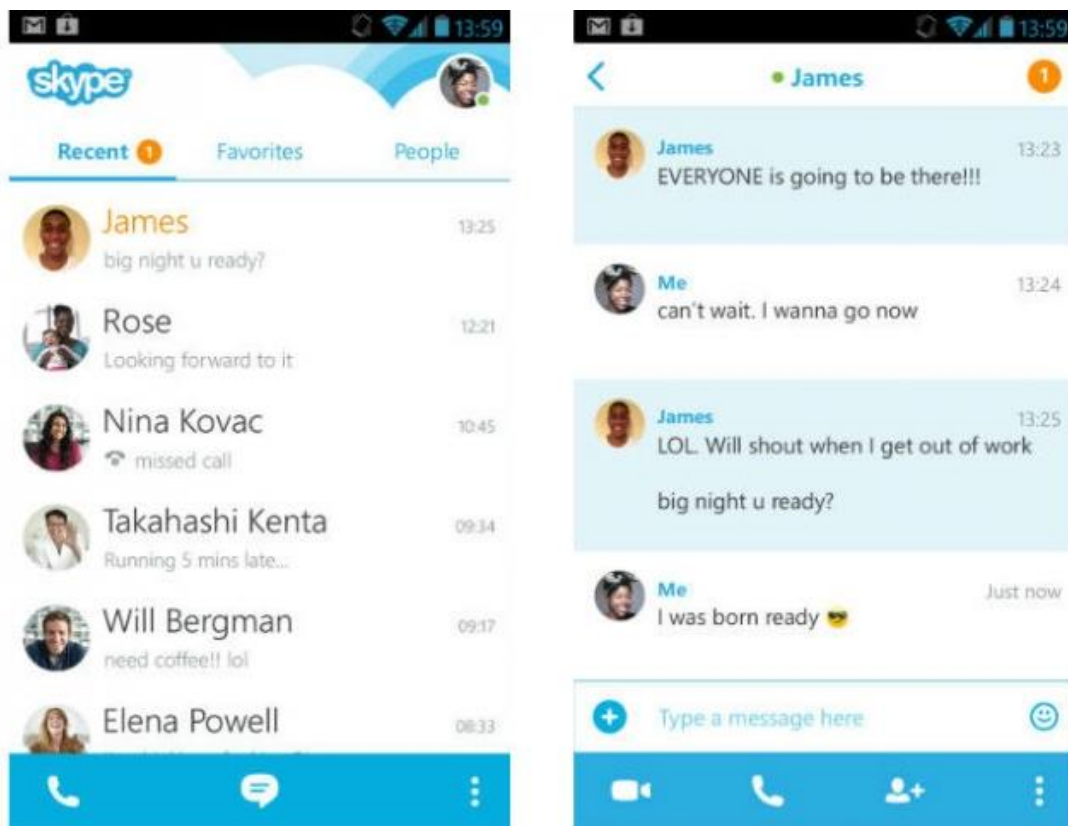 13:59
skype
Recent 1 Favorites People
James 13:25
big night u ready?
Rose 12:21
Looking forward to it
Nina Kovac 10:45
missed call
Takahashi Kenta 09:34
Running 5 mins late...
Will Bergman 09:17
need coffee!! lol
Elena Powell 08:33
13:59
James 1
James 13:23
EVERYONE is going to be there!!!
Me 13:24
can't wait. I wanna go now
James 13:25
LOL. Will shout when I get out of work
big night u ready?
Me Just now
I was born ready
Type a message here